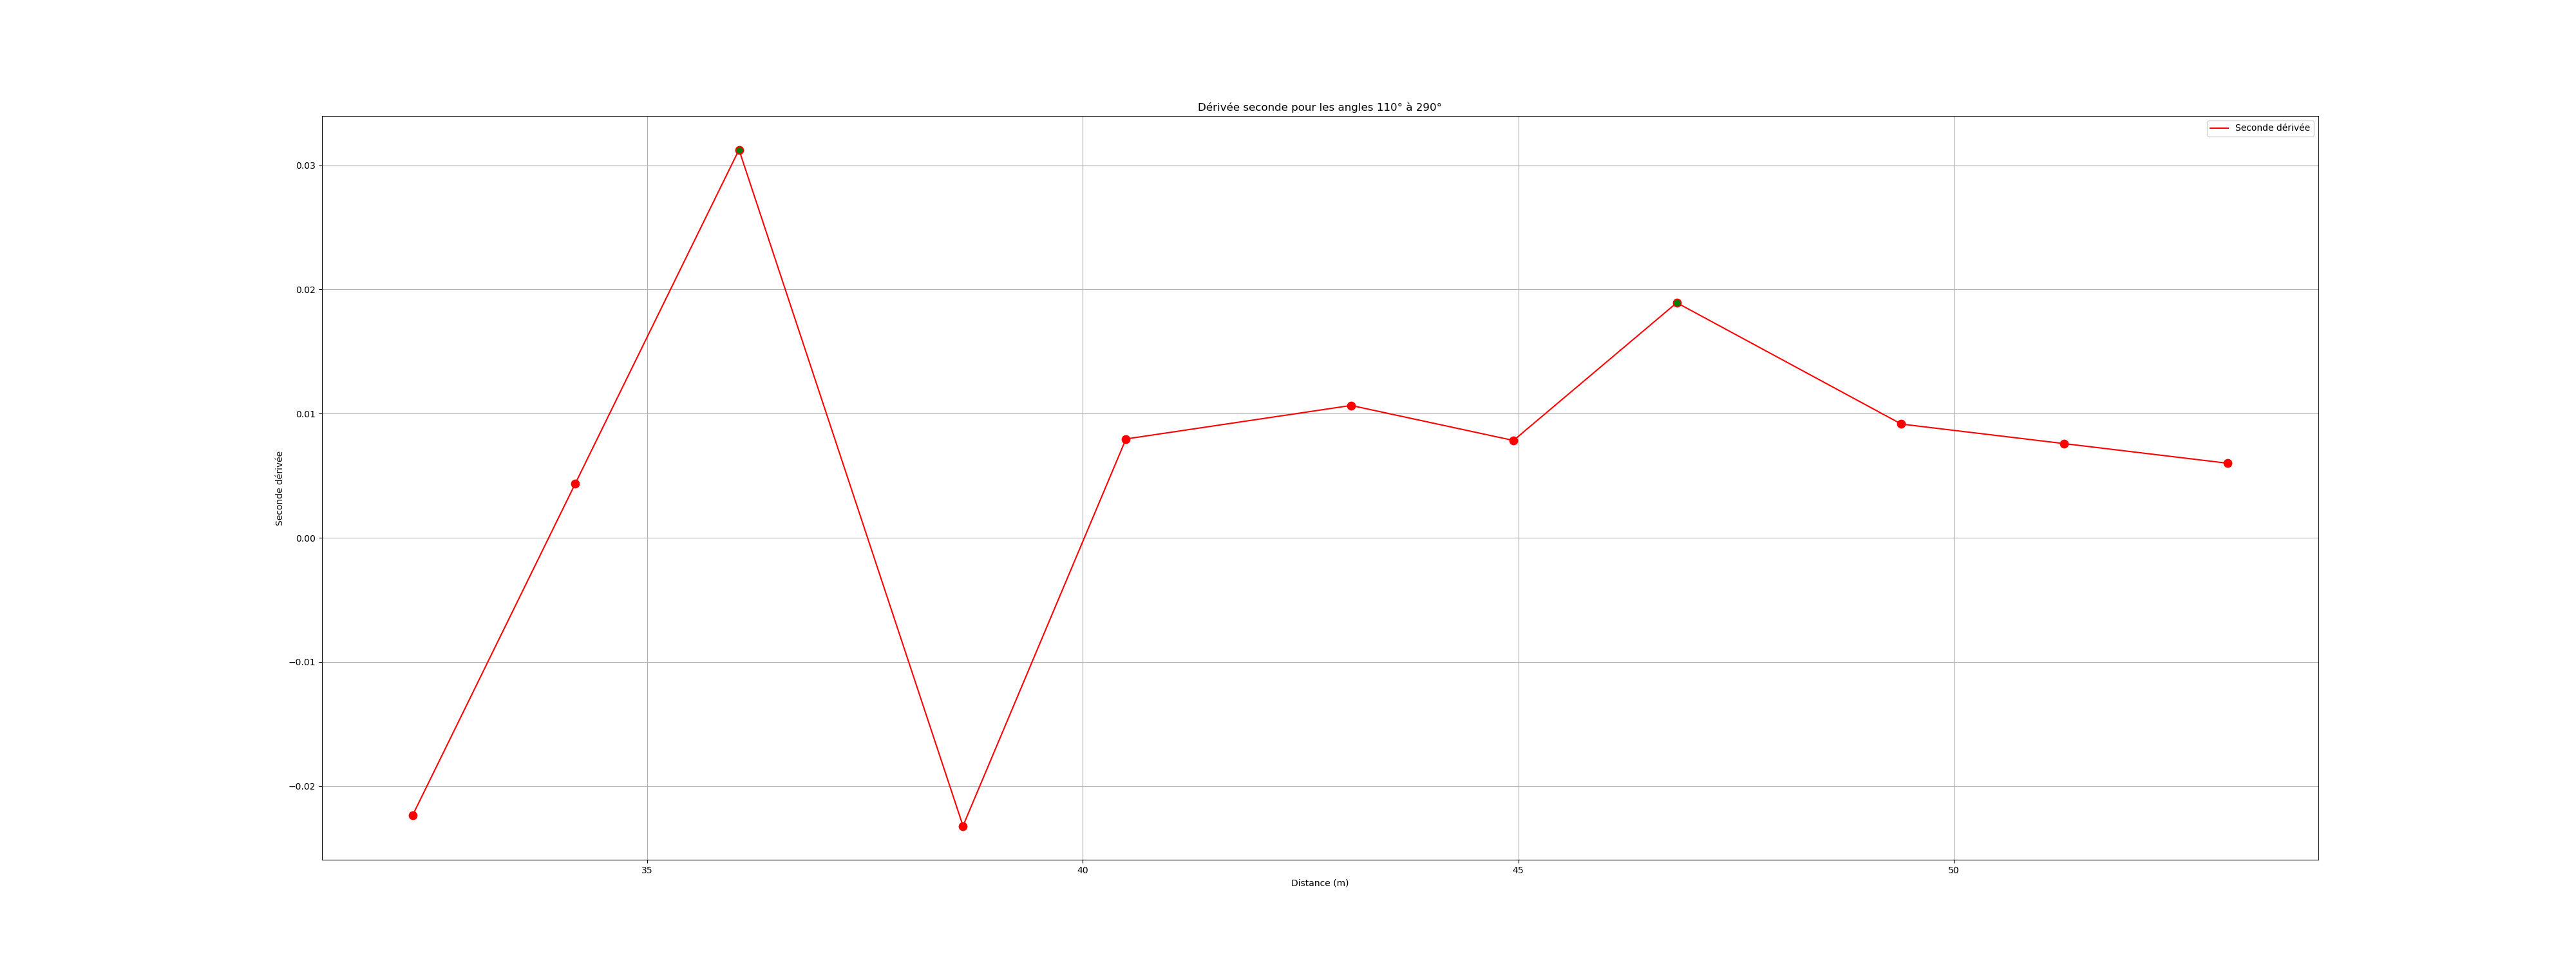 Dérivée seconde pour les angles 110° à 290°
Seconde dérivée
0.03
0.02
0.01
0.00
−0.01
−0.02
Seconde dérivée
35
40
45
50
Distance (m)